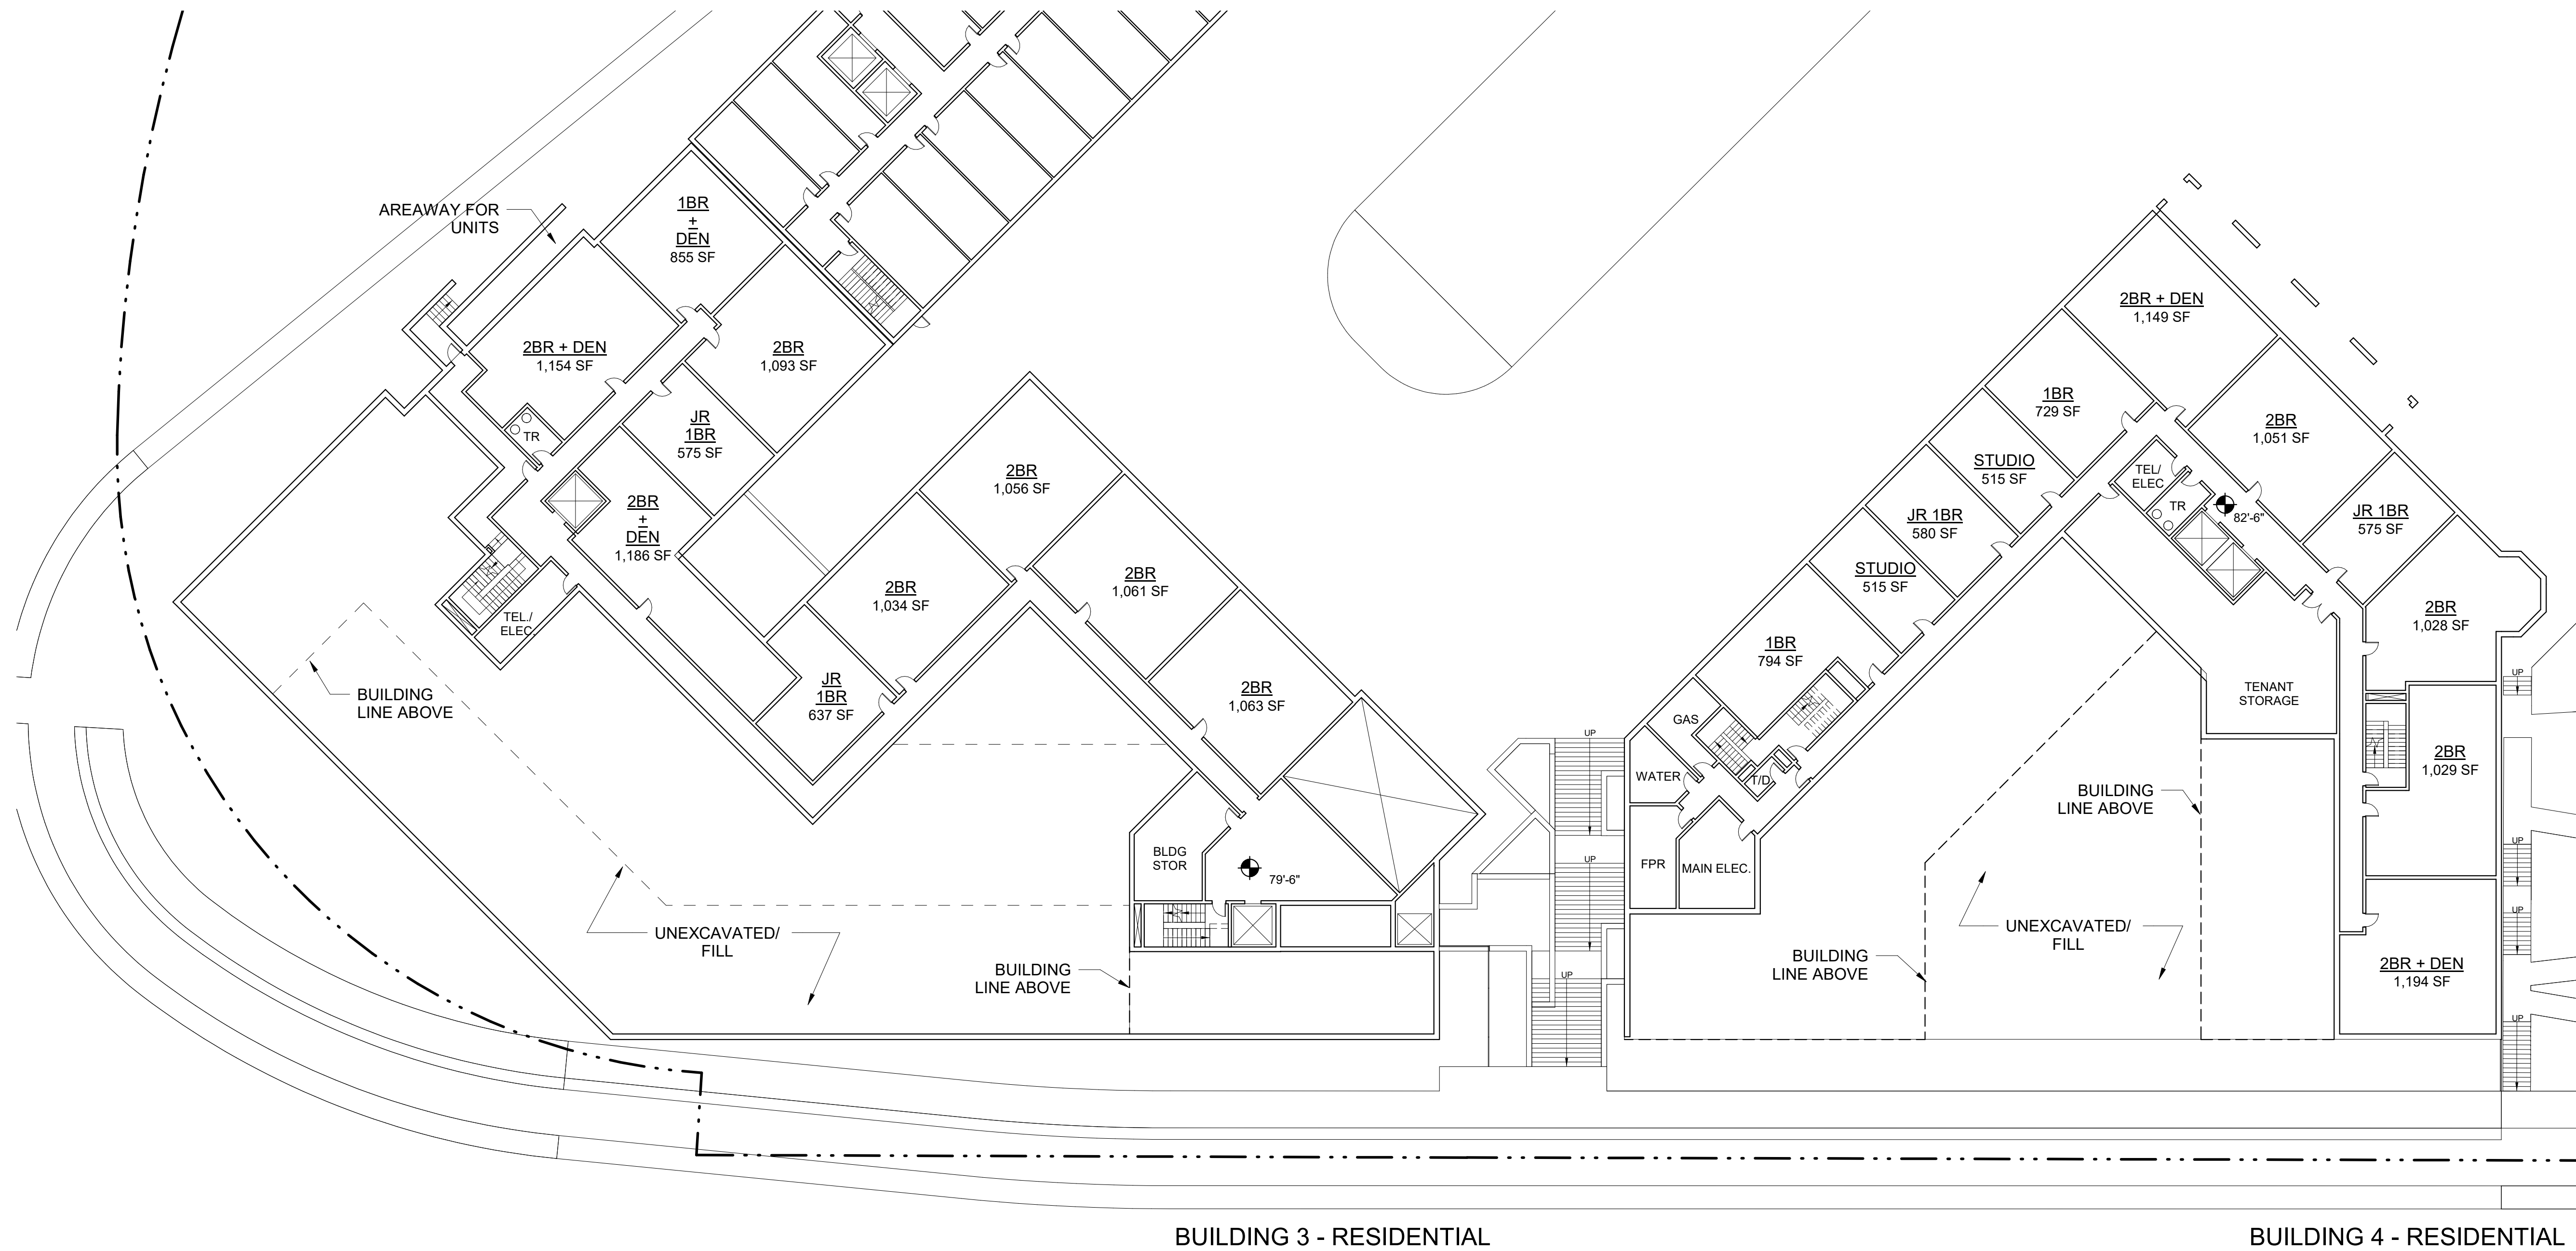 AREAWAY FOR
UNITS
1BR
+
DEN
855 SF
2BR + DEN
1,154 SF
2BR
1,093 SF
TR
JR
1BR
575 SF
2BR
+
DEN
1,186 SF
TEL./
ELEC.
2BR
1,056 SF
2BR
1,034 SF
2BR
1,061 SF
JR
1BR
637 SF
2BR
1,063 SF
BUILDING
LINE ABOVE
UNEXCAVATED/
FILL
BLDG
STOR
79'-6"
BUILDING
LINE ABOVE
UP
UP
UP
2BR + DEN
1,149 SF
1BR
729 SF
2BR
1,051 SF
STUDIO
515 SF
TEL/
ELEC
TR
82'-6"
JR 1BR
580 SF
JR 1BR
575 SF
STUDIO
515 SF
2BR
1,028 SF
1BR
794 SF
TENANT
STORAGE
GAS
WATER
T/D
2BR
1,029 SF
BUILDING
LINE ABOVE
FPR
MAIN ELEC.
UNEXCAVATED/
FILL
BUILDING
LINE ABOVE
2BR + DEN
1,194 SF
UP
UP
UP
UP
BUILDING 3 - RESIDENTIAL
BUILDING 4 - RESIDENTIAL